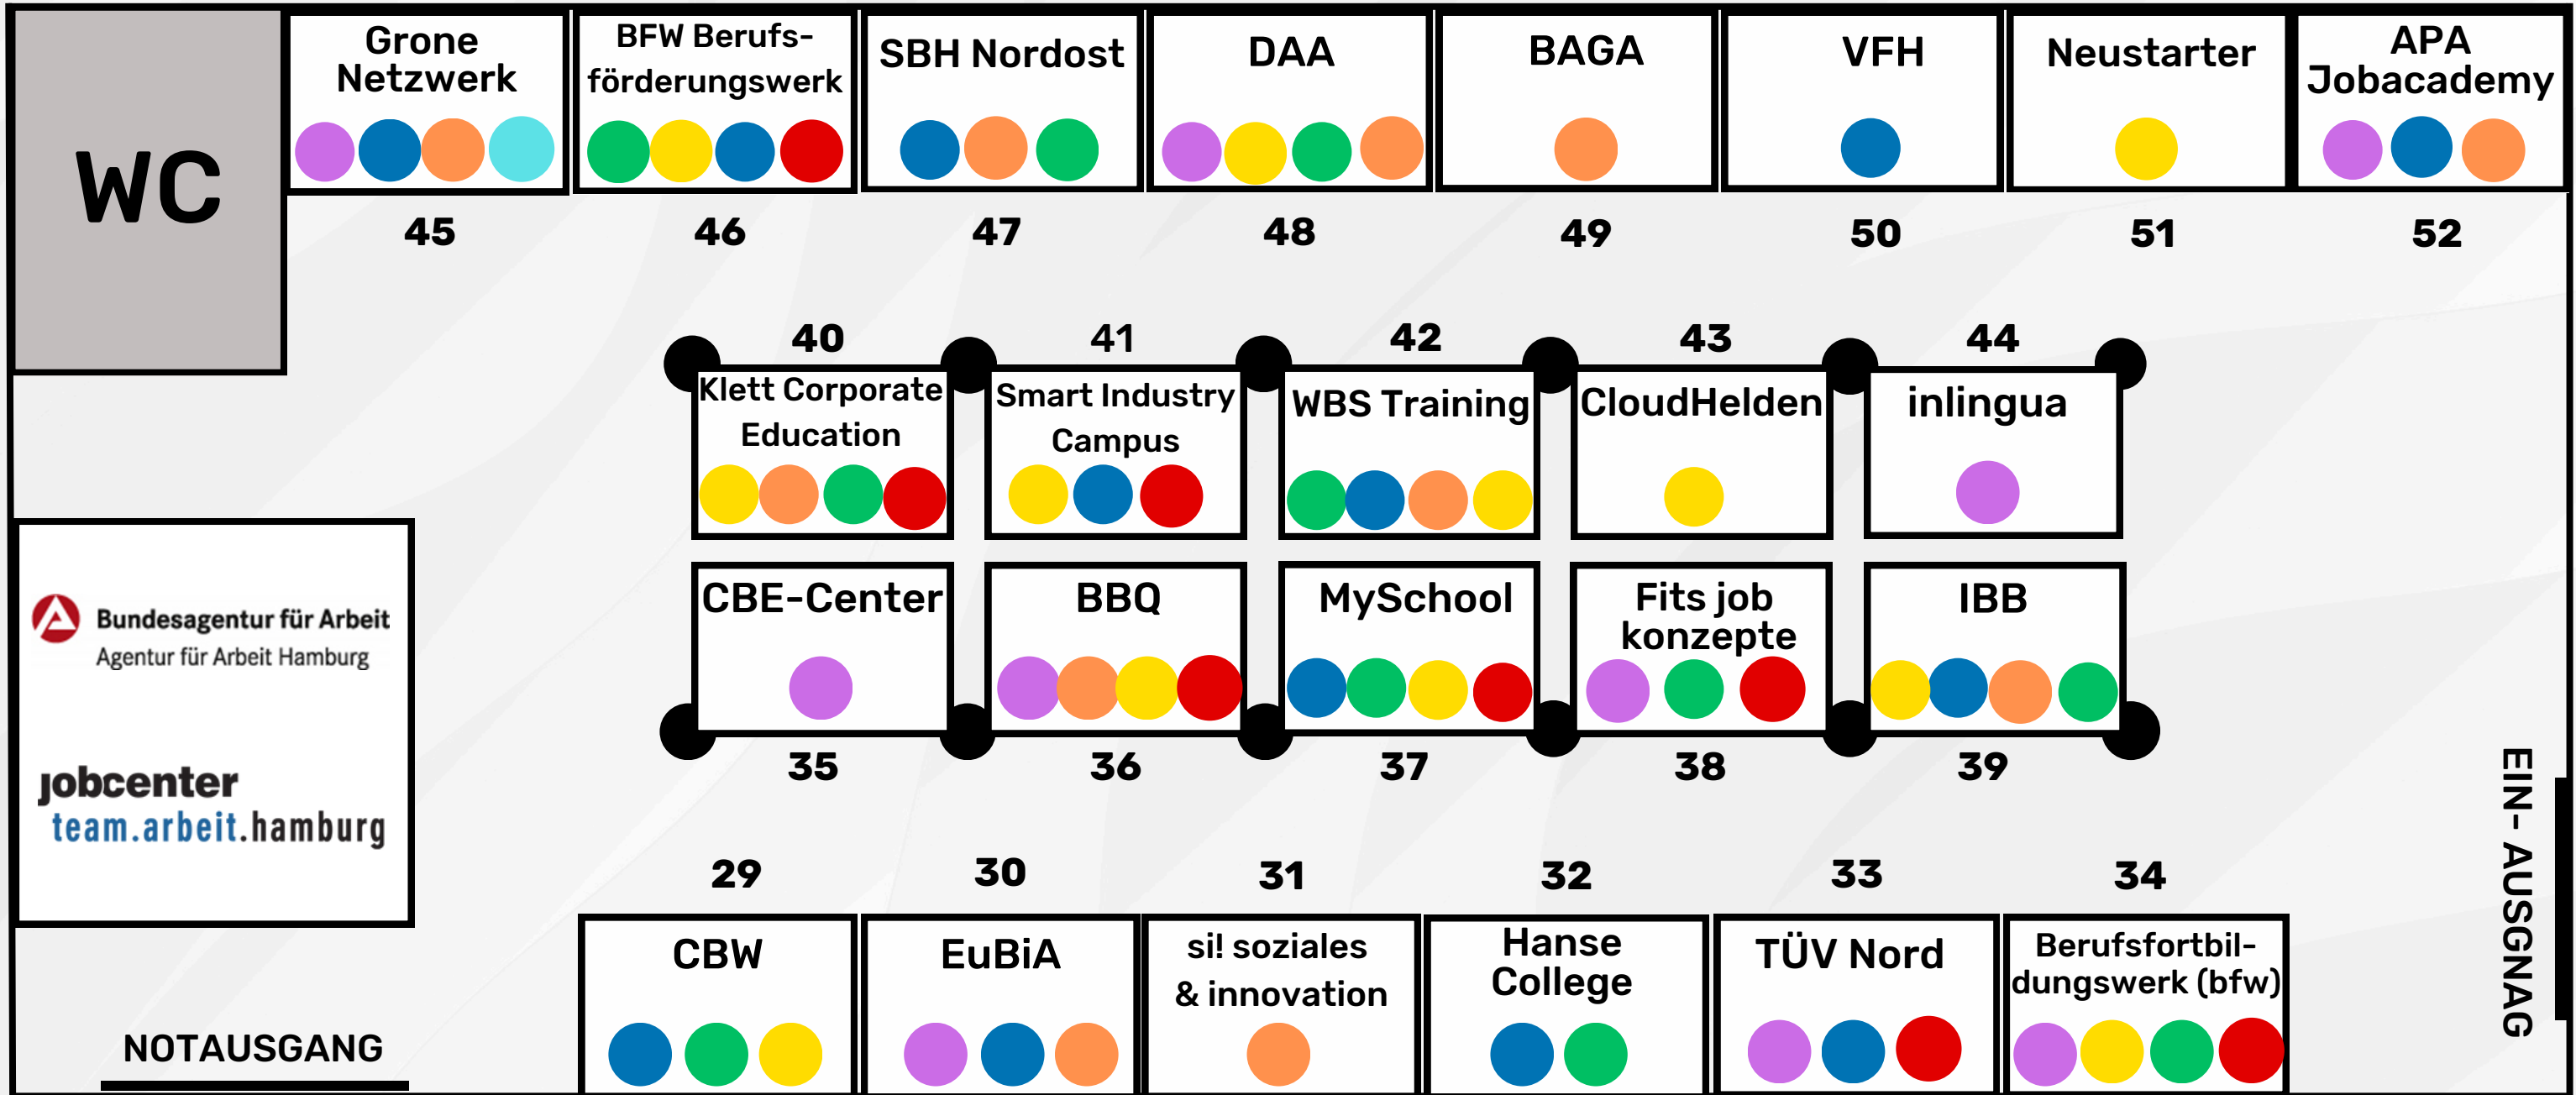 WC
Grone
Netzwerk
45
BFW Berufs-
förderungswerk
46
SBH Nordost
47
DAA
48
BAGA
49
VFH
50
Neustarter
51
APA
Jobacademy
52
40
Klett Corporate
Education
41
Smart Industry
Campus
42
WBS Training
43
CloudHelden
44
inlingua
Bundesagentur für Arbeit
Agentur für Arbeit Hamburg
jobcenter
team.arbeit.hamburg
CBE-Center
35
BBQ
36
MySchool
37
Fits job
konzepte
38
IBB
39
EIN- AUSGNAG
29
CBW
30
EuBiA
31
si! soziales
& innovation
32
Hanse
College
33
TÜV Nord
34
Berufsfortbil-
dungswerk (bfw)
NOTAUSGANG